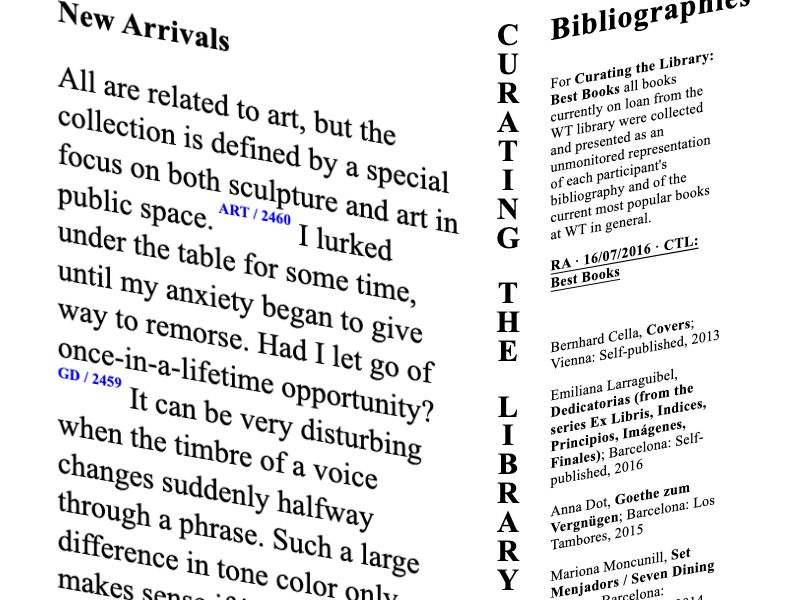 New Arrivals
All are related to art, but the
collection is defined by a special
focus on both sculpture and art in
public space. ART / 2460 I lurked
under the table for some time,
until my anxiety began to give
way to remorse. Had I let go of
once-in-a-lifetime opportunity?
GD / 2459 It can be very disturbing
when the timbre of a voice
changes suddenly halfway
through a phrase. Such a large
difference in tone color only
makes sense
CURATING THE LIBRARY
Bibliographies
For Curating the Library:
Best Books all books
currently on loan from the
WT library were collected
and presented as an
unmonitored representation
of each participant's
bibliography and of the
current most popular books
at WT in general.
RA · 16/07/2016 · CTL:
Best Books
Bernhard Cella, Covers;
Vienna: Self-published, 2013
Emiliana Larraguibel,
Dedicatorias (from the
series Ex Libris, Indices,
Principios, Imágenes,
Finales); Barcelona: Self-
published, 2016
Anna Dot, Goethe zum
Vergnügen; Barcelona: Los
Tambores, 2015
Mariona Moncunill, Set
Menjadors / Seven Dining
Barcelona: